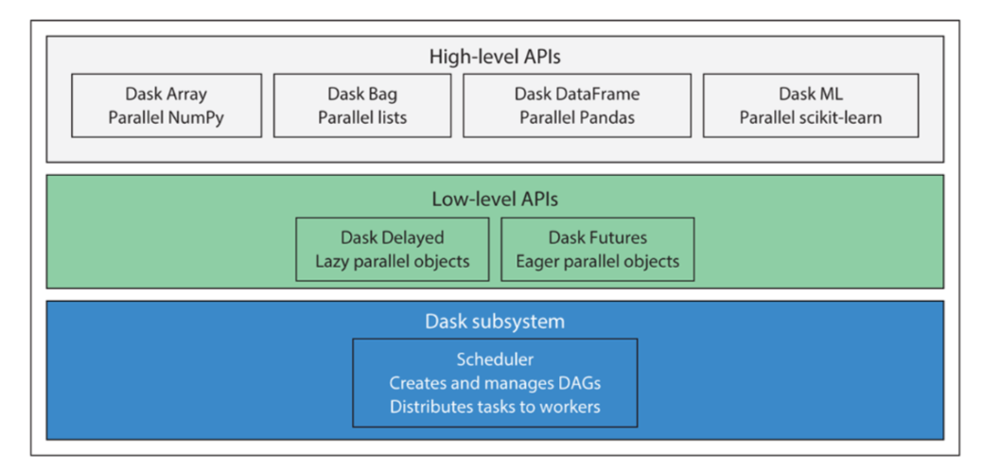 High-level APIs
Dask Array
Parallel NumPy
Dask Bag
Parallel lists
Dask DataFrame
Parallel Pandas
Dask ML
Parallel scikit-learn
Low-level APIs
Dask Delayed
Lazy parallel objects
Dask Futures
Eager parallel objects
Dask subsystem
Scheduler
Creates and manages DAGs
Distributes tasks to workers